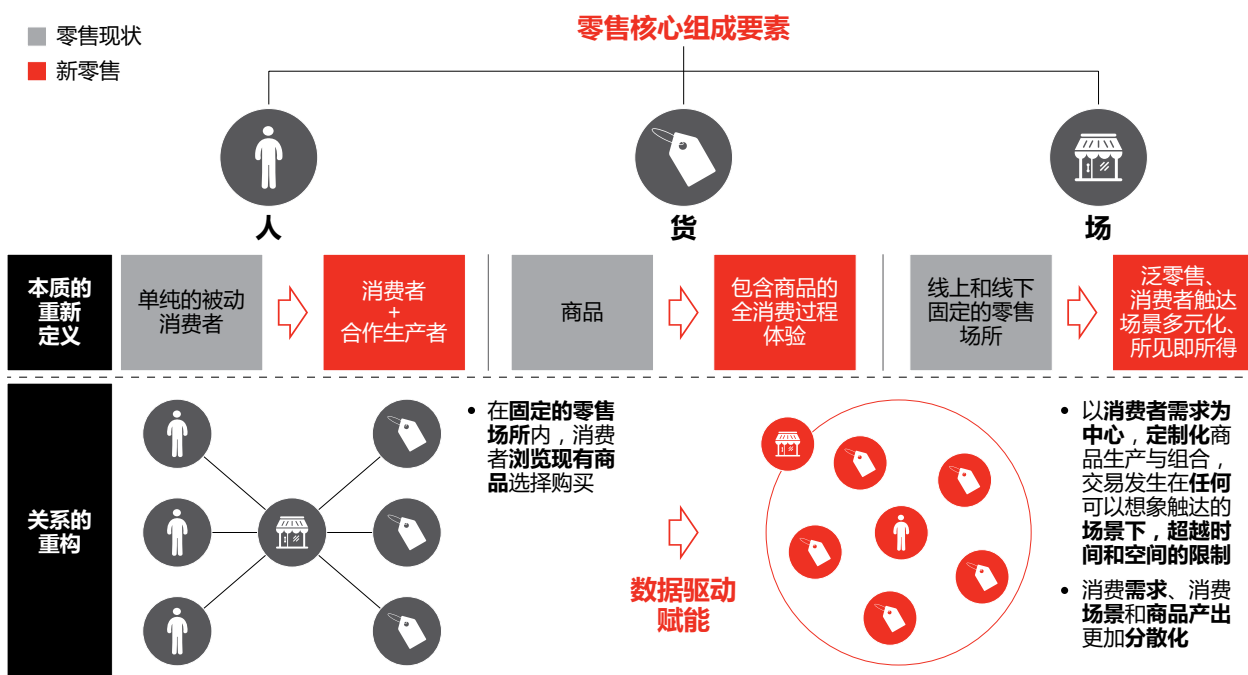 零售现状
新零售
零售核心组成要素
人
货
场
本质的
重新
定义
单纯的被动
消费者
消费者
+
合作生产者
商品
包含商品的
全消费过程
体验
线上和线下
固定的零售
场所
泛零售、
消费者触达
场景多元化、
所见即所得
关系的
重构
• 在固定的零售
场所内，消费
者浏览现有商
品选择购买
数据驱动
赋能
• 以消费者需求为
中心，定制化商
品生产与组合，
交易发生在任何
可以想象触达的
场景下，超越时
间和空间的限制
• 消费需求、消费
场景和商品产出
更加分散化